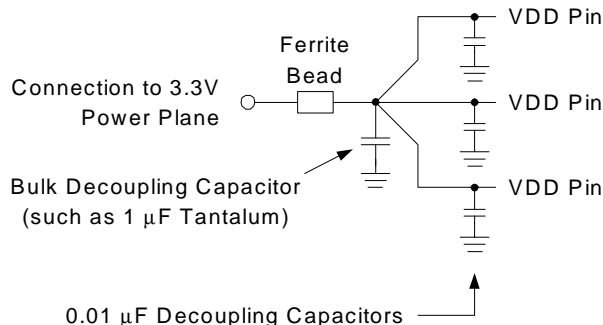 VDD Pin
Ferrite
Bead
Connection to 3.3V
Power Plane
VDD Pin
Bulk Decoupling Capacitor
(such as 1 μF Tantalum)
VDD Pin
0.01 μF Decoupling Capacitors